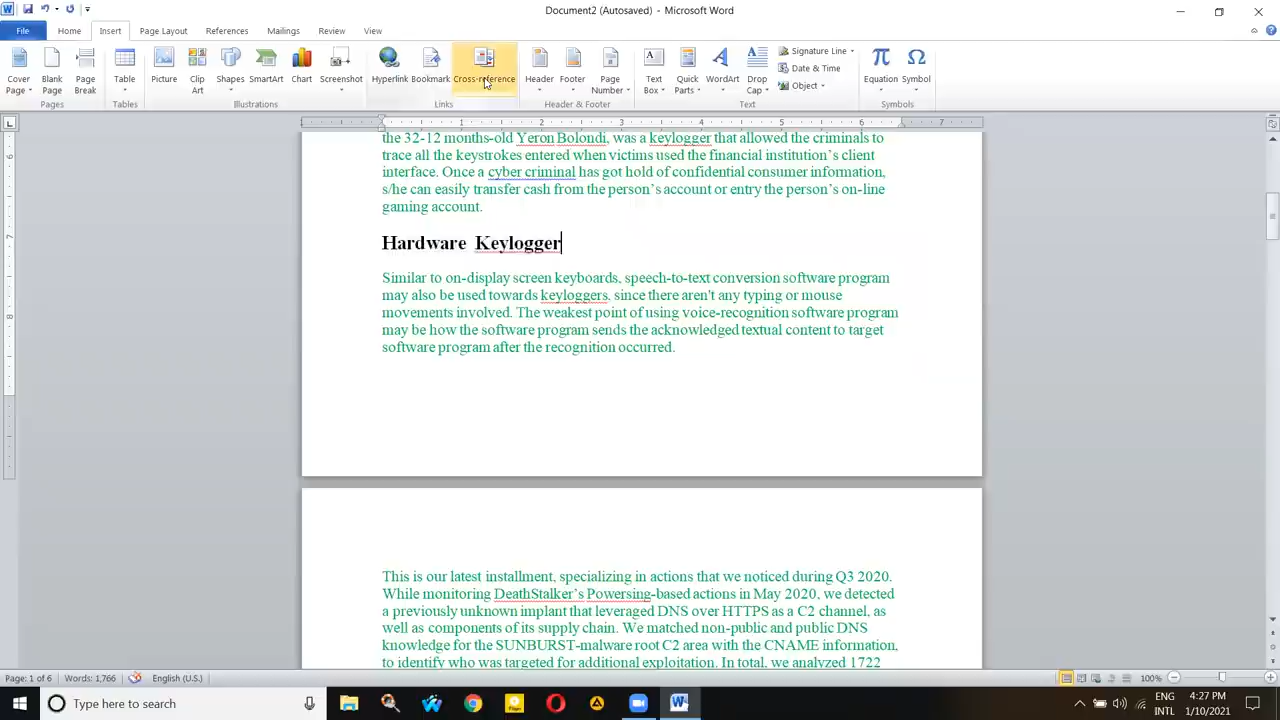 Document2 (Autosaved) - Microsoft Word
File Home Insert Page Layout References Mailings Review View
Cover Page Blank Page Page Break Table Picture Clip Art Shapes SmartArt Chart Screenshot Hyperlink Bookmark Cross-reference Header Footer Page Number Text Box Quick Parts WordArt Drop Cap Signature Line Date & Time Object Equation Symbol
Pages Tables Illustrations Links Header & Footer Text Symbols
1 2 3 4 5 6 7
6
7
8
the 32-12 months-old Yeron Bolondi, was a keylogger that allowed the criminals to
trace all the keystrokes entered when victims used the financial institution's client
interface. Once a cyber criminal has got hold of confidential consumer information,
s/he can easily transfer cash from the person's account or entry the person's on-line
gaming account.
Hardware Keylogger
Similar to on-display screen keyboards, speech-to-text conversion software program
may also be used towards keyloggers. since there aren't any typing or mouse
movements involved. The weakest point of using voice-recognition software program
may be how the software program sends the acknowledged textual content to target
software program after the recognition occurred.
This is our latest installment, specializing in actions that we noticed during Q3 2020.
While monitoring DeathStalker's Powersing-based actions in May 2020, we detected
a previously unknown implant that leveraged DNS over HTTPS as a C2 channel, as
well as components of its supply chain. We matched non-public and public DNS
knowledge for the SUNBURST-malware root C2 area with the CNAME information,
to identify who was targeted for additional exploitation. In total, we analyzed 1722
Page: 1 of 6 Words: 1,766 English (U.S.) 100%
Type here to search
ENG 4:27 PM
INTL 1/10/2021